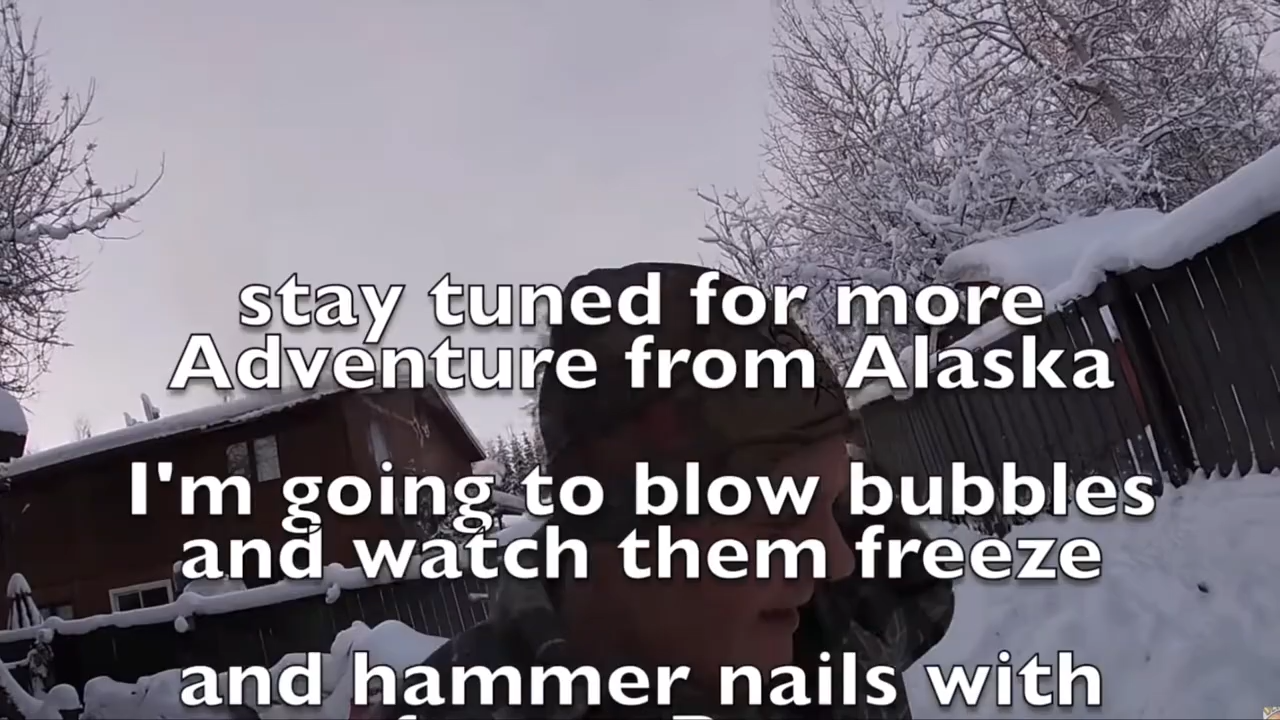 stay tuned for more
Adventure from Alaska
I'm going to blow bubbles
and watch them freeze
and hammer nails with